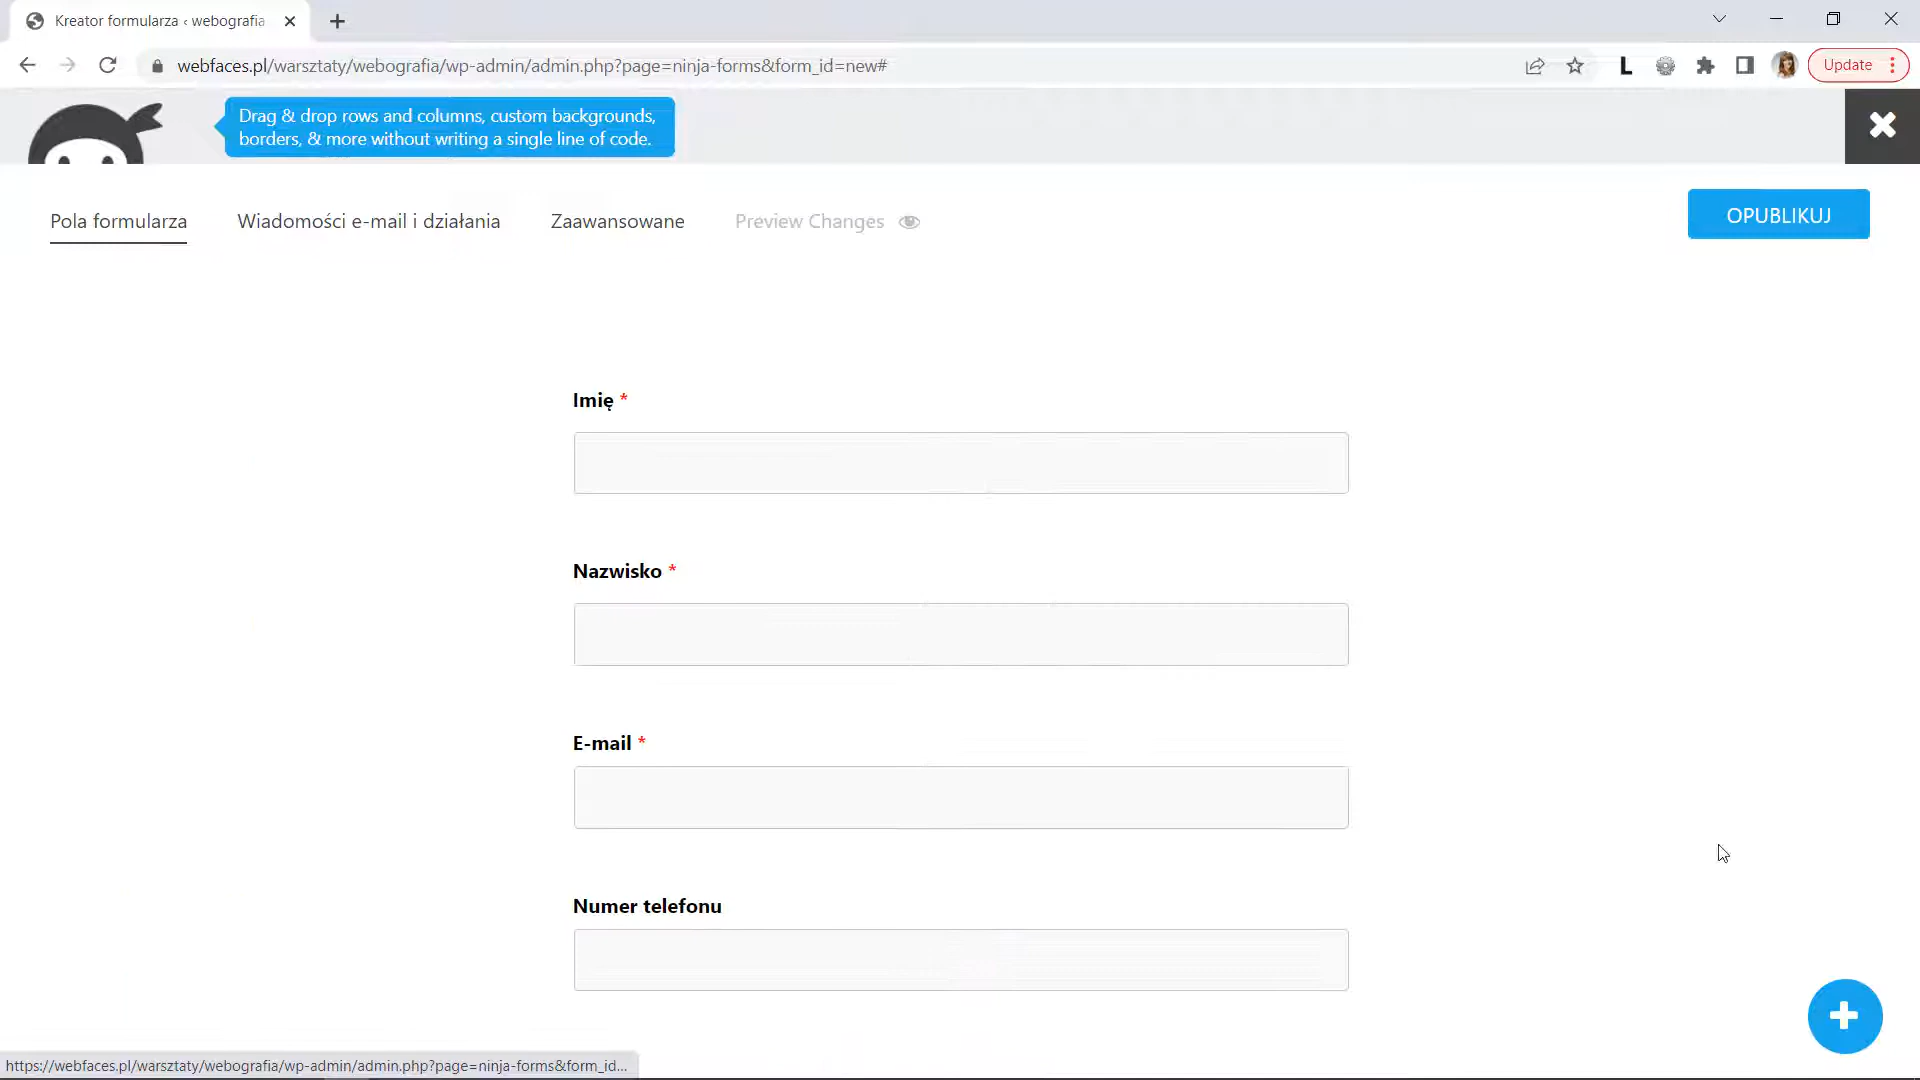 Kreator formularza ‹ webografia
webfaces.pl/warsztaty/webografia/wp-admin/admin.php?page=ninja-forms&form_id=new#
L
Update
Drag & drop rows and columns, custom backgrounds,
borders, & more without writing a single line of code.
Pola formularza
Wiadomości e-mail i działania
Zaawansowane
Preview Changes
OPUBLIKUJ
Imię *
Nazwisko *
E-mail *
Numer telefonu
https://webfaces.pl/warsztaty/webografia/wp-admin/admin.php?page=ninja-forms&form_id...